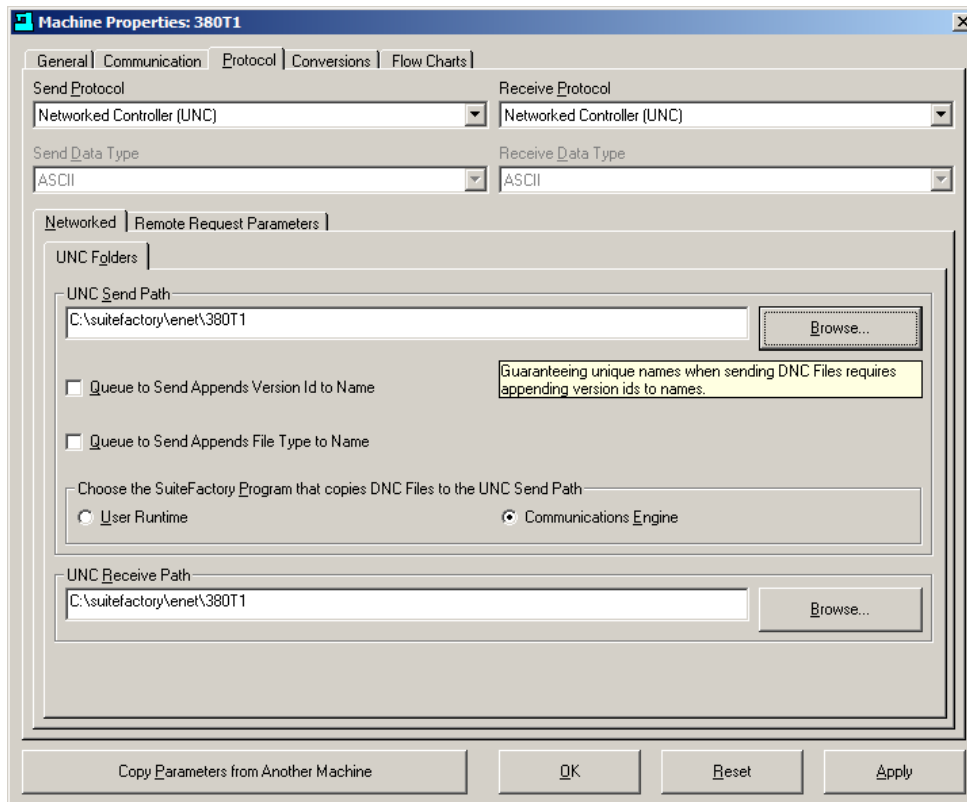 Machine Properties: 380T1
General Communication Protocol Conversions Flow Charts
Send Protocol Receive Protocol
Networked Controller (UNC) Networked Controller (UNC)
Send Data Type Receive Data Type
ASCII ASCII
Networked Remote Request Parameters
UNC Folders
UNC Send Path
C:\suitefactory\enet\380T1
Browse...
Queue to Send Appends Version Id to Name
Guaranteeing unique names when sending DNC Files requires
appending version ids to names.
Queue to Send Appends File Type to Name
Choose the SuiteFactory Program that copies DNC Files to the UNC Send Path
User Runtime Communications Engine
UNC Receive Path
C:\suitefactory\enet\380T1
Browse...
Copy Parameters from Another Machine OK Reset Apply